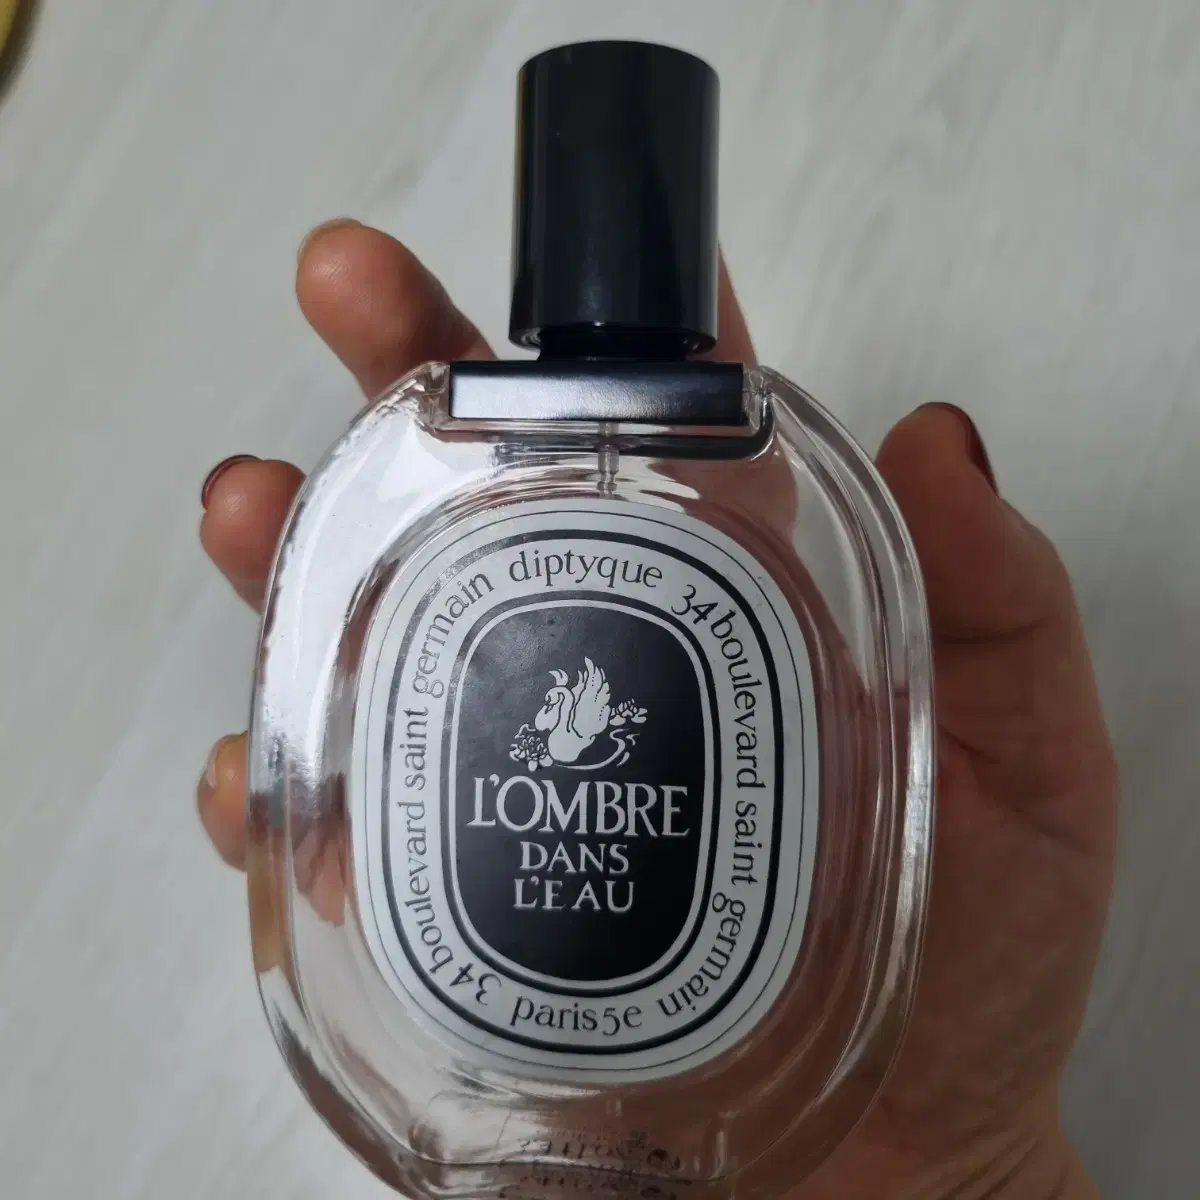 diptyque 34 boulevard saint germain paris5e 34 boulevard saint germain
L'OMBRE
DANS
L'EAU